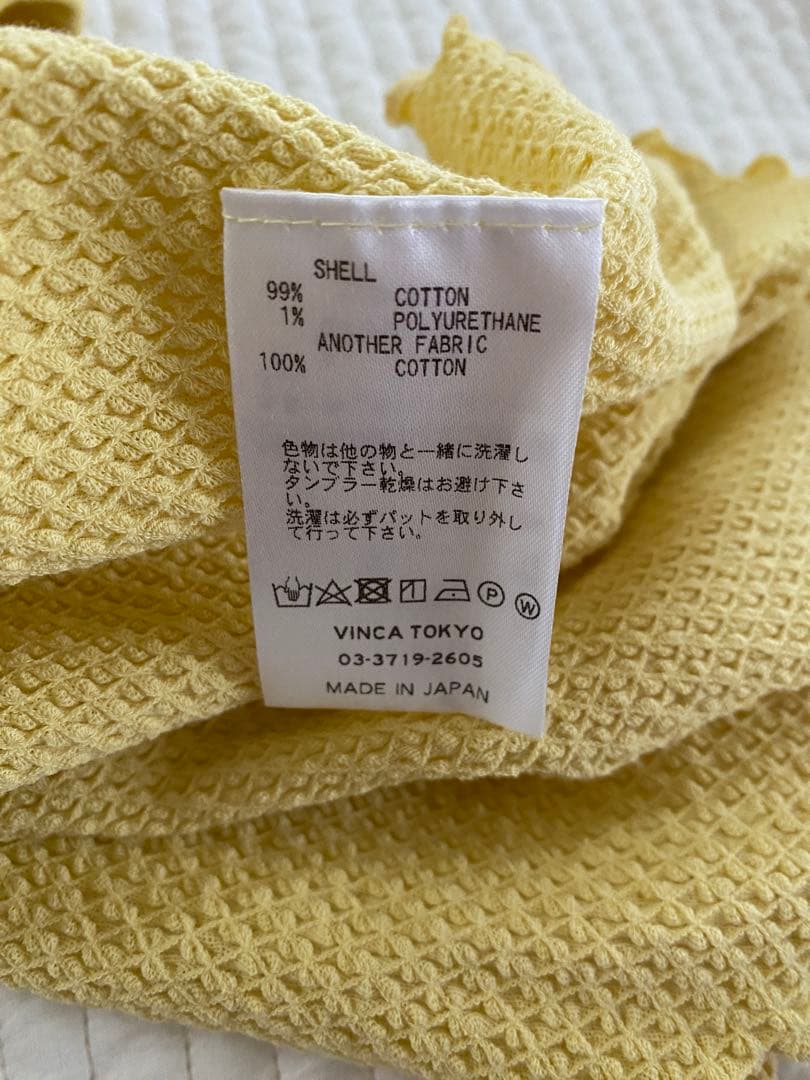 SHELL
99% COTTON
1% POLYURETHANE
ANOTHER FABRIC
100% COTTON
色物は他の物と一緒に洗濯し
ないで下さい。
タンブラー乾燥はお避け下さ
い。
洗濯は必ずパットを取り外し
て行って下さい。
P W
VINCA TOKYO
03-3719-2605
MADE IN JAPAN